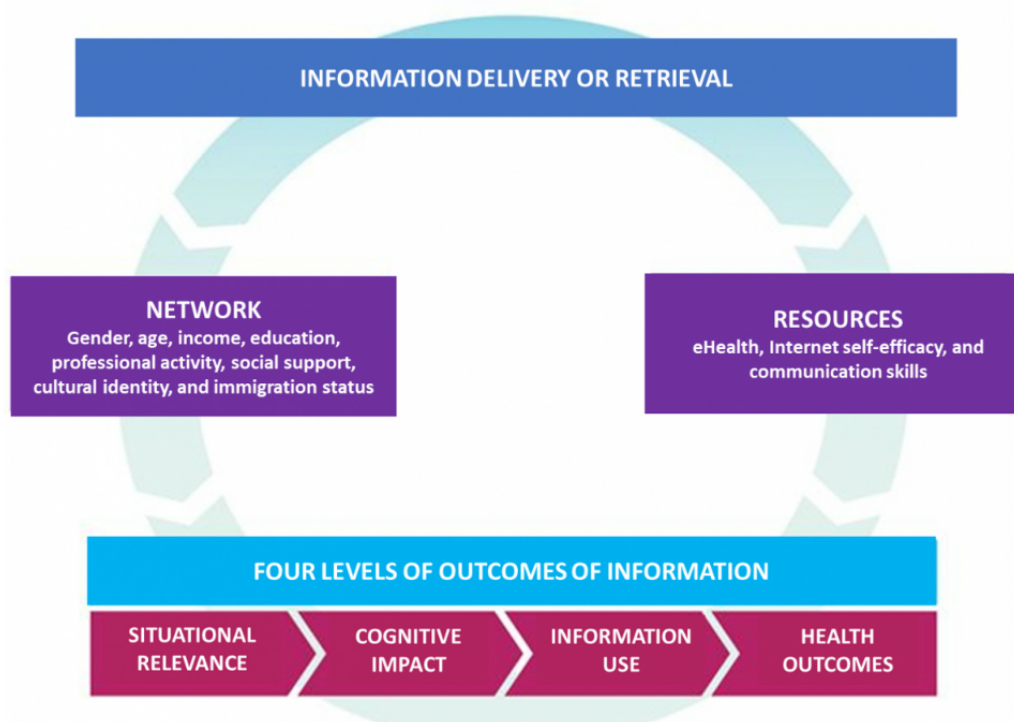 INFORMATION DELIVERY OR RETRIEVAL
NETWORK
Gender, age, income, education,
professional activity, social support,
cultural identity, and immigration status
RESOURCES
eHealth, Internet self-efficacy, and
communication skills
FOUR LEVELS OF OUTCOMES OF INFORMATION
SITUATIONAL
RELEVANCE
COGNITIVE
IMPACT
INFORMATION
USE
HEALTH
OUTCOMES